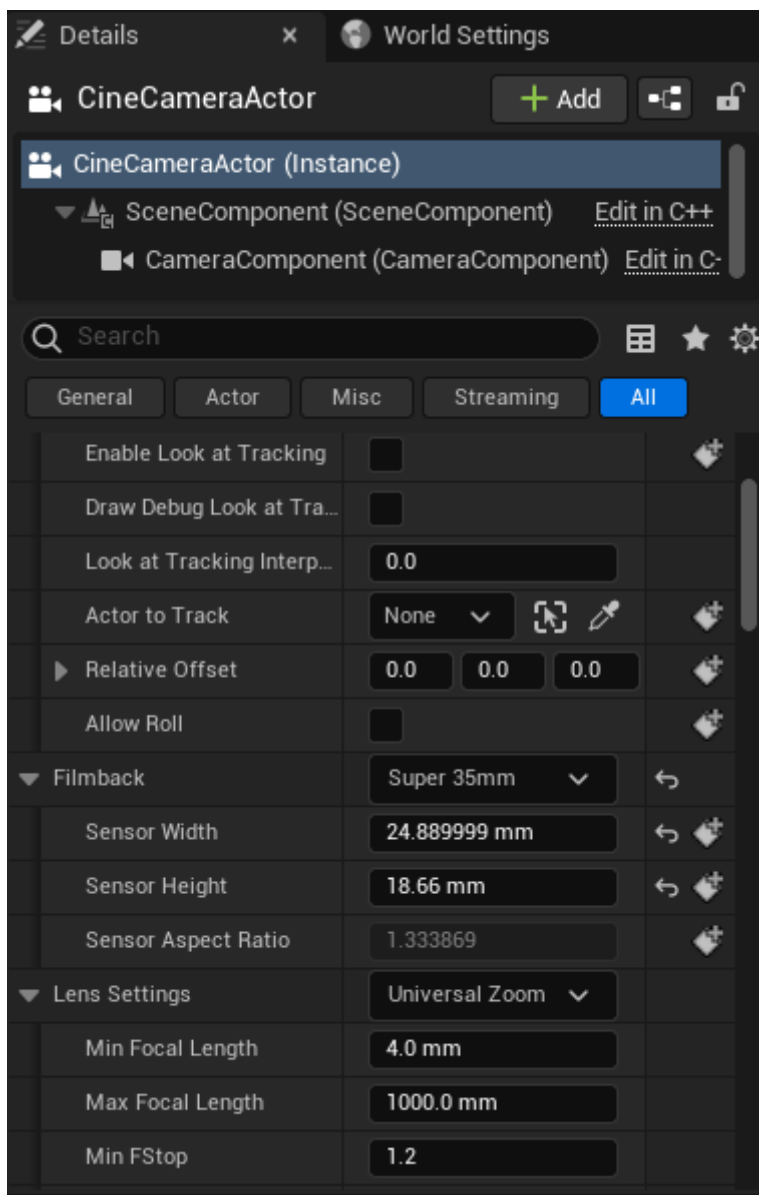 Details
World Settings
CineCameraActor
Add
CineCameraActor (Instance)
SceneComponent (SceneComponent) Edit in C++
CameraComponent (CameraComponent) Edit in C-
Search
General Actor Misc Streaming All
Enable Look at Tracking
Draw Debug Look at Tra...
Look at Tracking Interp... 0.0
Actor to Track None
Relative Offset 0.0 0.0 0.0
Allow Roll
Filmback Super 35mm
Sensor Width 24.889999 mm
Sensor Height 18.66 mm
Sensor Aspect Ratio 1.333869
Lens Settings Universal Zoom
Min Focal Length 4.0 mm
Max Focal Length 1000.0 mm
Min FStop 1.2